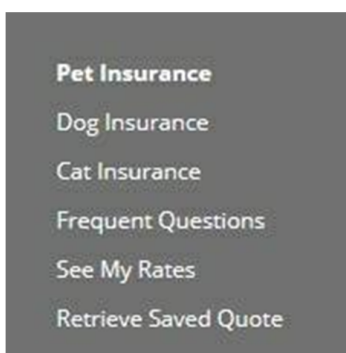 Pet Insurance
Dog Insurance
Cat Insurance
Frequent Questions
See My Rates
Retrieve Saved Quote